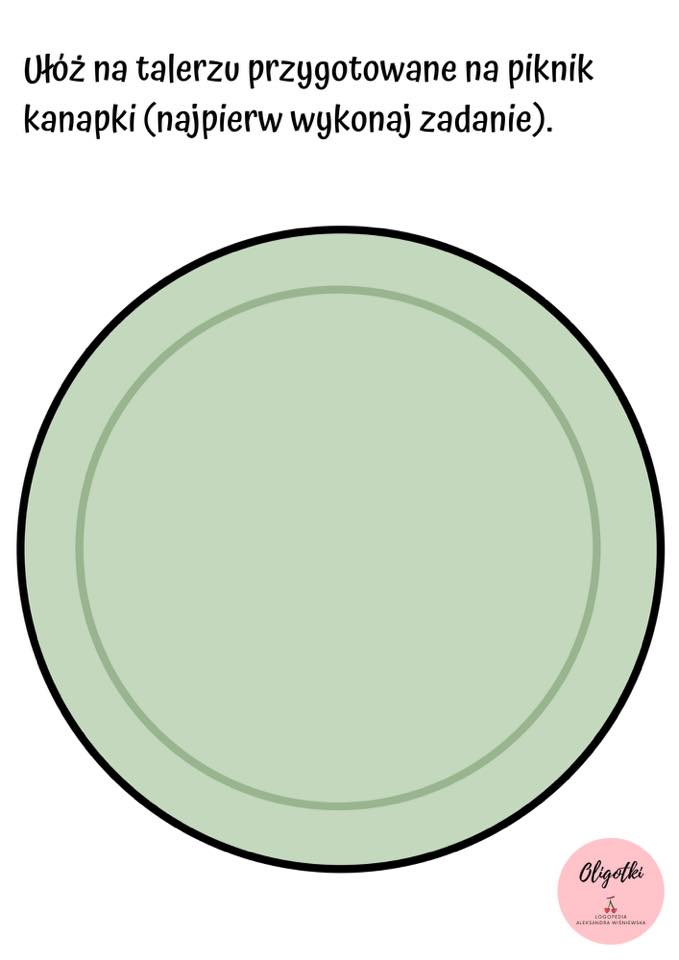 Ułóż na talerzu przygotowane na piknik
kanapki (najpierw wykonaj zadanie).
Oligotki
LOGOPEDIA
ALEKSANDRA WIŚNIEWSKA